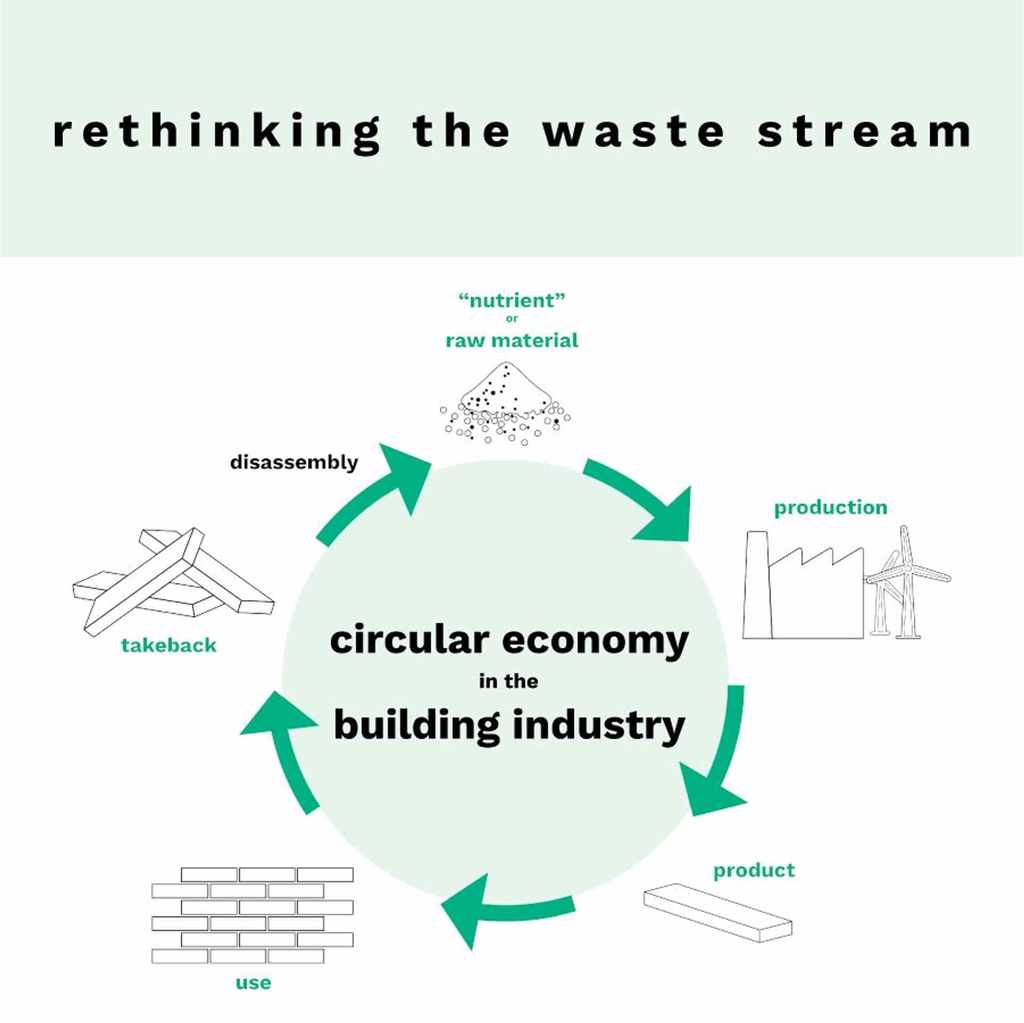 rethinking the waste stream
“nutrient”
or
raw material
disassembly
production
takeback
circular economy
in the
building industry
product
use